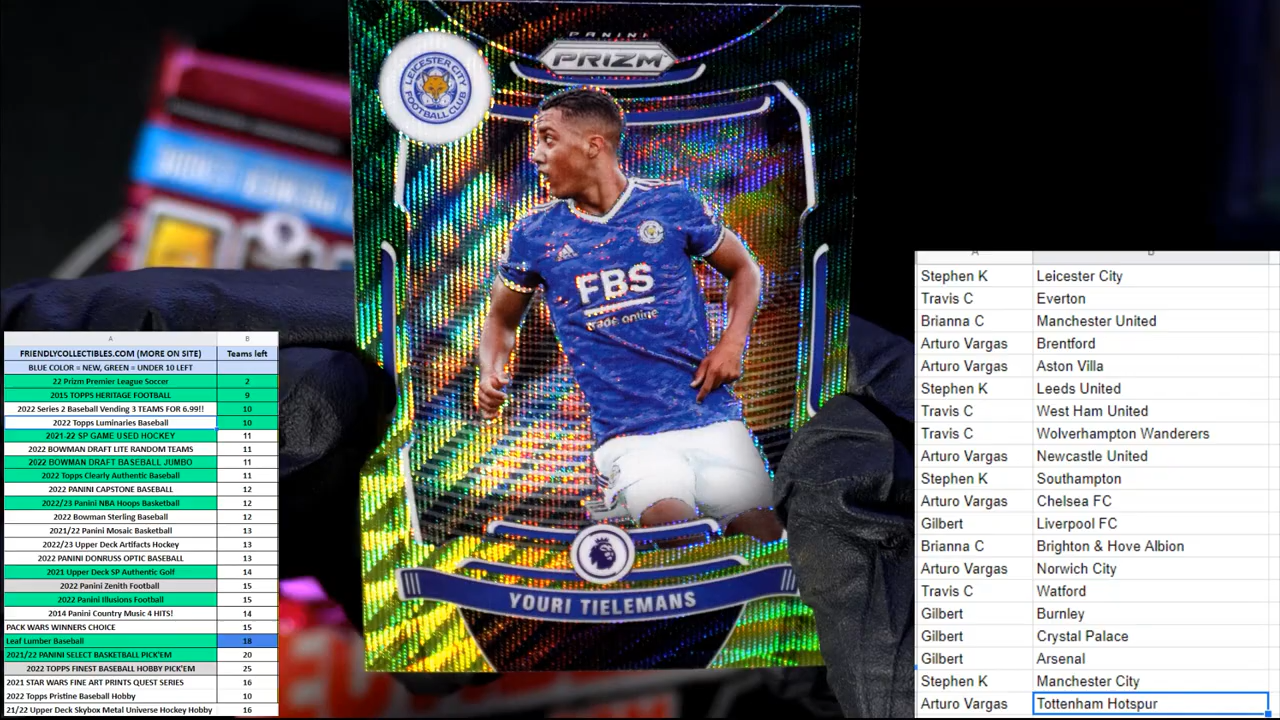 PANINI
PRIZM
LEICESTER CITY
FOOTBALL CLUB
FBS
trade online
YOURI TIELEMANS
A B
FRIENDLYCOLLECTIBLES.COM (MORE ON SITE) Teams left
BLUE COLOR = NEW, GREEN = UNDER 10 LEFT
22 Prizm Premier League Soccer 2
2015 TOPPS HERITAGE FOOTBALL 9
2022 Series 2 Baseball Vending 3 TEAMS FOR 6.99!! 10
2022 Topps Luminaries Baseball 10
2021-22 SP GAME USED HOCKEY 11
2022 BOWMAN DRAFT LITE RANDOM TEAMS 11
2022 BOWMAN DRAFT BASEBALL JUMBO 11
2022 Topps Clearly Authentic Baseball 11
2022 PANINI CAPSTONE BASEBALL 12
2022/23 Panini NBA Hoops Basketball 12
2022 Bowman Sterling Baseball 12
2021/22 Panini Mosaic Basketball 13
2022/23 Upper Deck Artifacts Hockey 13
2022 PANINI DONRUSS OPTIC BASEBALL 13
2021 Upper Deck SP Authentic Golf 14
2022 Panini Zenith Football 15
2022 Panini Illusions Football 15
2014 Panini Country Music 4 HITS! 14
PACK WARS WINNERS CHOICE 15
Leaf Lumber Baseball 18
2021/22 PANINI SELECT BASKETBALL PICK'EM 20
2022 TOPPS FINEST BASEBALL HOBBY PICK'EM 25
2021 STAR WARS FINE ART PRINTS QUEST SERIES 16
2022 Topps Pristine Baseball Hobby 10
21/22 Upper Deck Skybox Metal Universe Hockey Hobby 16
Stephen K Leicester City
Travis C Everton
Brianna C Manchester United
Arturo Vargas Brentford
Arturo Vargas Aston Villa
Stephen K Leeds United
Travis C West Ham United
Travis C Wolverhampton Wanderers
Arturo Vargas Newcastle United
Stephen K Southampton
Arturo Vargas Chelsea FC
Gilbert Liverpool FC
Brianna C Brighton & Hove Albion
Arturo Vargas Norwich City
Travis C Watford
Gilbert Burnley
Gilbert Crystal Palace
Gilbert Arsenal
Stephen K Manchester City
Arturo Vargas Tottenham Hotspur